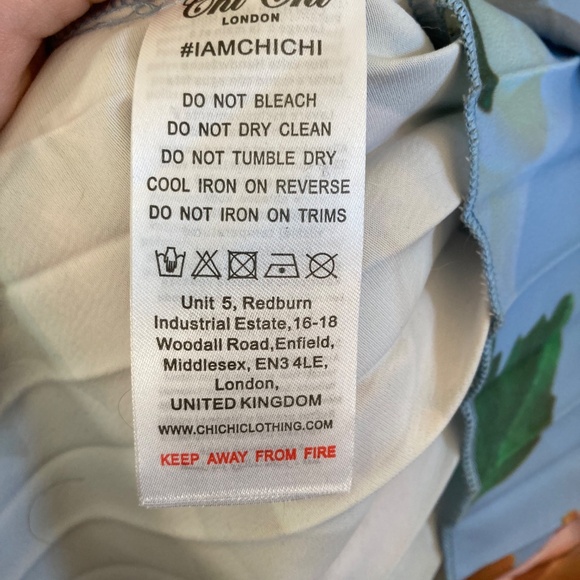 Chi Chi
LONDON
#IAMCHICHI
DO NOT BLEACH
DO NOT DRY CLEAN
DO NOT TUMBLE DRY
COOL IRON ON REVERSE
DO NOT IRON ON TRIMS
Unit 5, Redburn
Industrial Estate,16-18
Woodall Road,Enfield,
Middlesex, EN3 4LE,
London,
UNITED KINGDOM
WWW.CHICHICLOTHING.COM
KEEP AWAY FROM FIRE